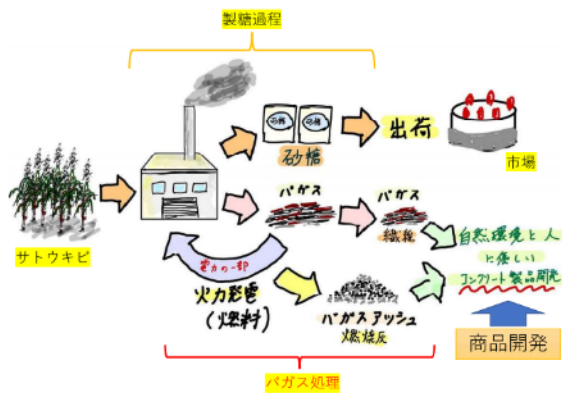 製糖過程
砂糖
砂糖
出荷
市場
砂糖
サトウキビ
バガス
バガス
繊維
自然環境と人
に優しい
コンクリート製品開発
電力の一部
火力発電
(燃料)
バガスアッシュ
燃焼灰
商品開発
バガス処理